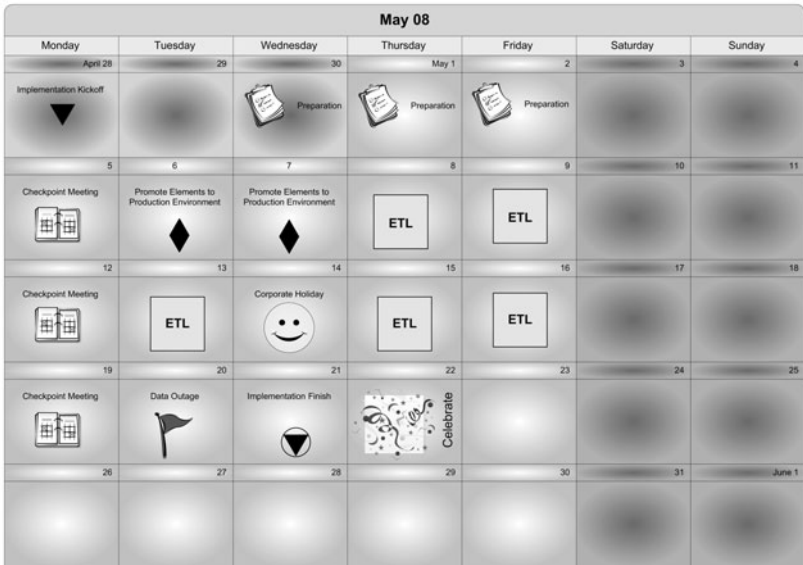 May 08
Monday Tuesday Wednesday Thursday Friday Saturday Sunday
April 28 29 30 May 1 2 3 4
Implementation Kickoff
Preparation Preparation Preparation
5 6 7 8 9 10 11
Checkpoint Meeting Promote Elements to Promote Elements to
Production Environment Production Environment
ETL ETL
12 13 14 15 16 17 18
Checkpoint Meeting Corporate Holiday
ETL ETL ETL
19 20 21 22 23 24 25
Checkpoint Meeting Data Outage Implementation Finish
Celebrate
26 27 28 29 30 31 June 1